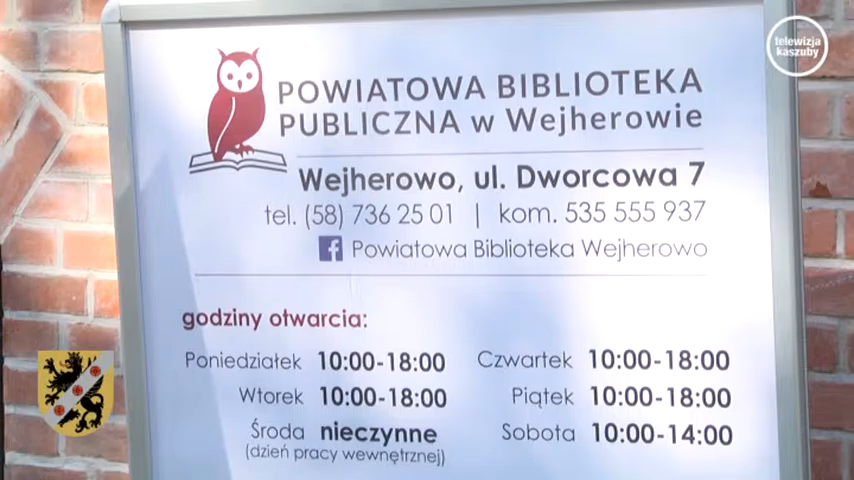 telewizja
kaszuby
POWIATOWA BIBLIOTEKA
PUBLICZNA w Wejherowie
Wejherowo, ul. Dworcowa 7
tel. (58) 736 25 01 | kom. 535 555 937
f Powiatowa Biblioteka Wejherowo
godziny otwarcia:
Poniedziałek 10:00-18:00 Czwartek 10:00-18:00
Wtorek 10:00-18:00 Piątek 10:00-18:00
Środa nieczynne Sobota 10:00-14:00
(dzień pracy wewnętrznej)